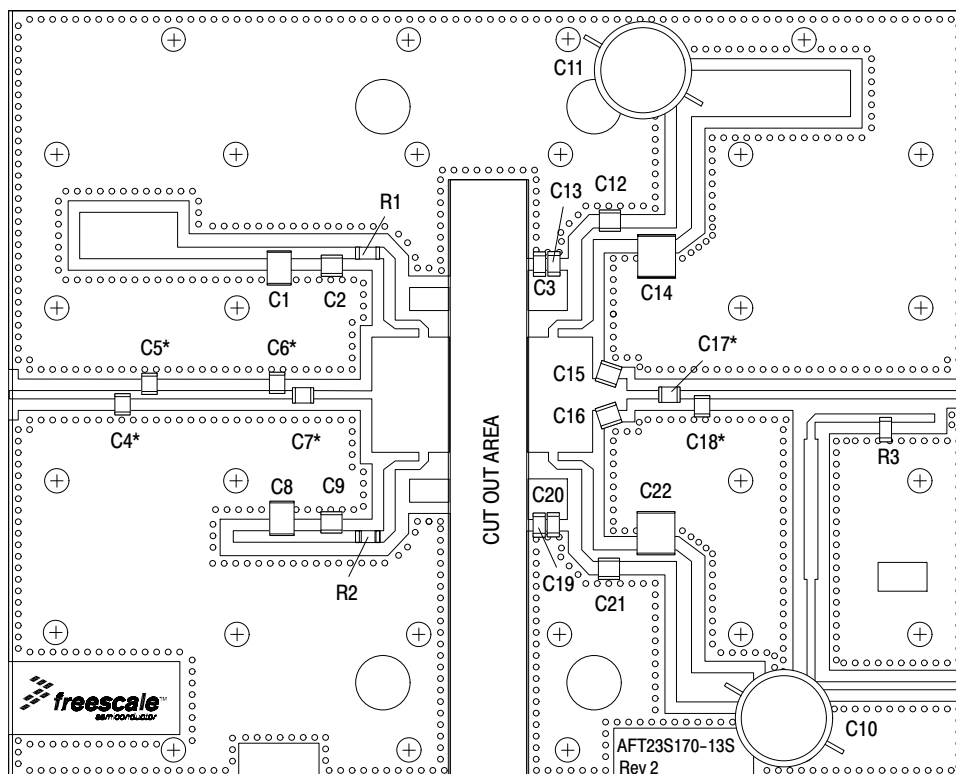 C11
C12
C13
R1
C3
C14
C1
C2
C5*
C6*
C17*
C15
C16
C4*
C7*
C18*
R3
CUT OUT AREA
C8
C9
C20
C22
C19
R2
C21
freescale™
semiconductor
C10
AFT23S170-13S
Rev 2